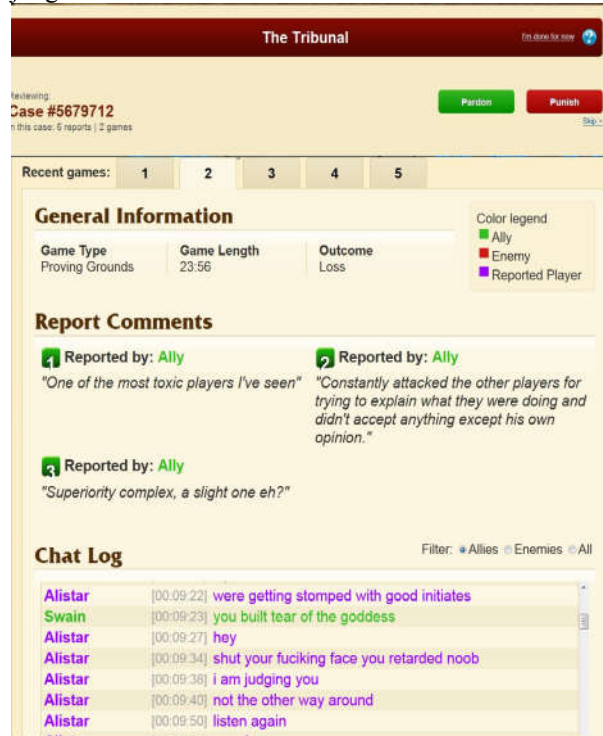 The Tribunal
I'm done for now
Reviewing:
Case #5679712
in this case: 6 reports | 2 games
Pardon
Punish
Skip
Recent games: 1 2 3 4 5
General Information
Color legend
Ally
Enemy
Reported Player
Game Type Game Length Outcome
Proving Grounds 23:56 Loss
Report Comments
1 Reported by: Ally
"One of the most toxic players I've seen"
2 Reported by: Ally
"Constantly attacked the other players for
trying to explain what they were doing and
didn't accept anything except his own
opinion."
3 Reported by: Ally
"Superiority complex, a slight one eh?"
Chat Log
Filter: Allies Enemies All
Alistar [00:09:22] were getting stomped with good initiates
Swain [00:09:23] you built tear of the goddess
Alistar [00:09:27] hey
Alistar [00:09:34] shut your fuciking face you retarded noob
Alistar [00:09:38] i am judging you
Alistar [00:09:40] not the other way around
Alistar [00:09:50] listen again